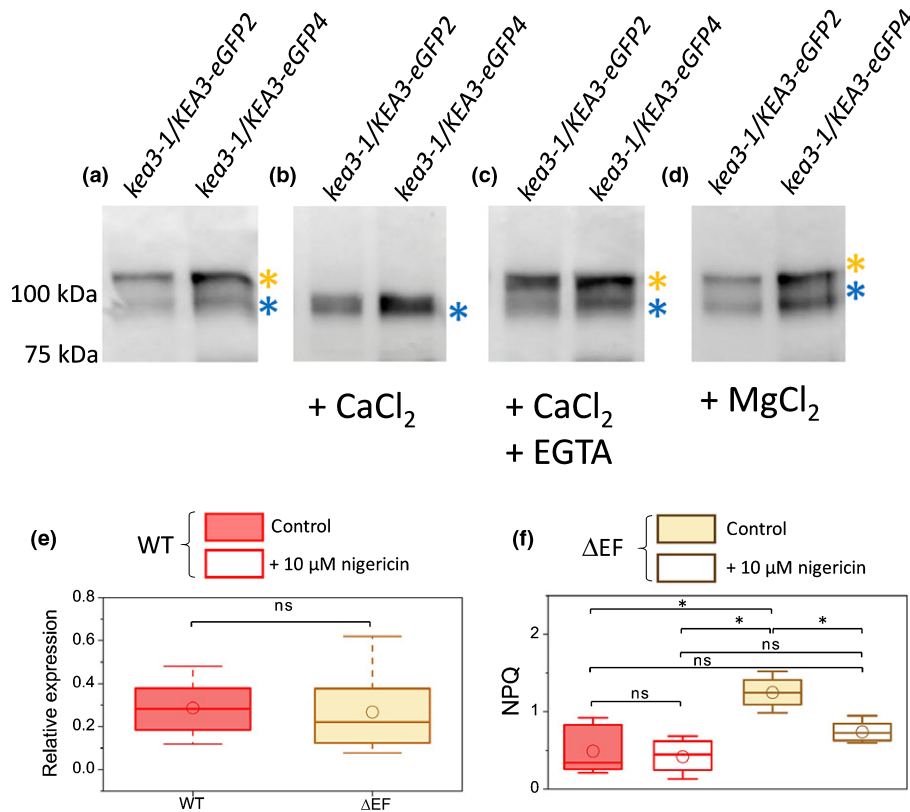 kea3-1/KEA3-eGFP2
kea3-1/KEA3-eGFP4
kea3-1/KEA3-eGFP2
kea3-1/KEA3-eGFP4
kea3-1/KEA3-eGFP2
kea3-1/KEA3-eGFP4
kea3-1/KEA3-eGFP2
kea3-1/KEA3-eGFP4
(a)
(b)
(c)
(d)
*
*
*
*
*
*
*
100 kDa
75 kDa
+ CaCl₂
+ CaCl₂
+ EGTA
+ MgCl₂
(e)
WT
Control
+ 10 µM nigericin
Relative expression
0.8
0.6
0.4
0.2
0.0
ns
WT
ΔEF
(f)
ΔEF
Control
+ 10 µM nigericin
NPQ
2
1
0
*
*
*
ns
ns
ns